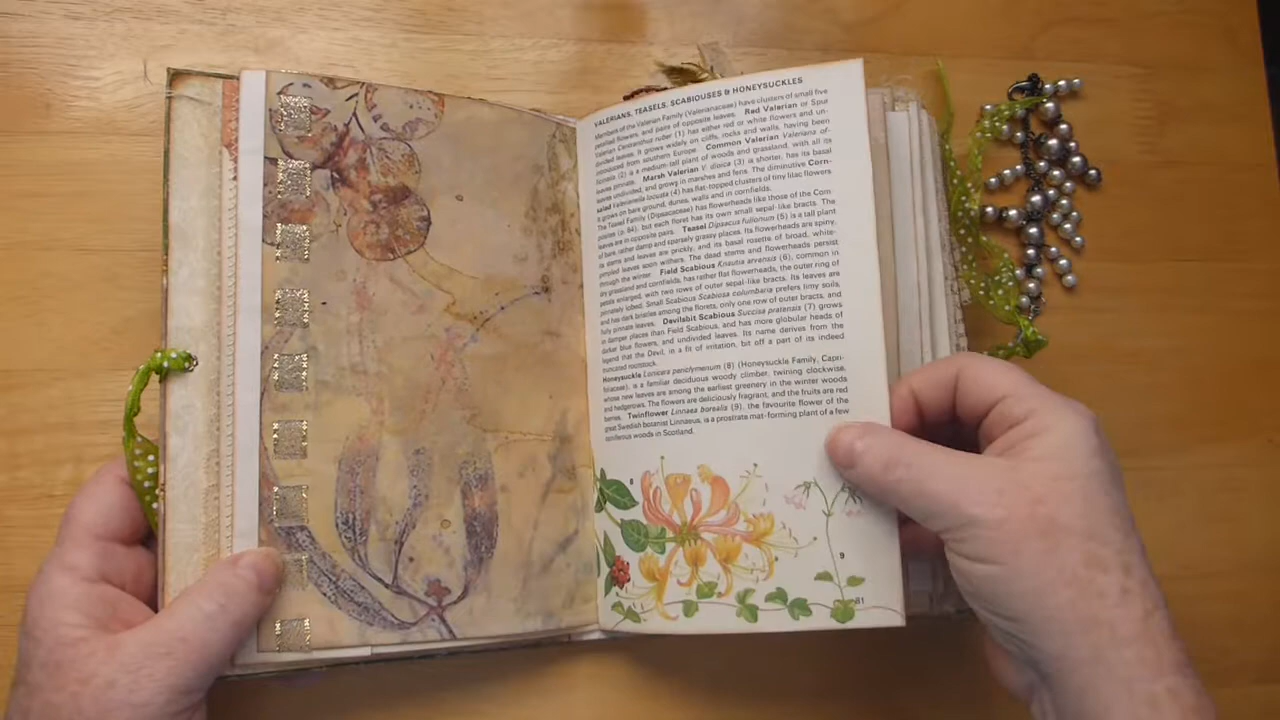 VALERIANS, TEASELS, SCABIOUSES & HONEYSUCKLES
Members of the Valerian Family (Valerianaceae) have clusters of small five
petalled flowers, and pairs of opposite leaves. Red Valerian or Spur
Valerian Centranthus ruber (1) has either red or white flowers and un-
divided leaves. It grows widely on cliffs, rocks and walls, having been
introduced from southern Europe. Common Valerian Valeriana of-
ficinalis (2) is a medium-tall plant of woods and grassland, with all its
leaves pinnate. Marsh Valerian V. dioica (3) is shorter, has its basal
leaves undivided, and grows in marshes and fens. The diminutive Corn-
salad Valerianella locusta (4) has flat-topped clusters of tiny lilac flowers.
It grows on bare ground, dunes, walls and in cornfields.
The Teasel Family (Dipsacaceae) has flowerheads like those of the Com-
positae (p. 84), but each floret has its own small sepal-like bracts. The
leaves are in opposite pairs. Teasel Dipsacus fullonum (5) is a tall plant
of bare, rather damp and sparsely grassy places. Its flowerheads are spiny,
its stems and leaves are prickly, and its basal rosette of broad, white-
pimpled leaves soon withers. The dead stems and flowerheads persist
through the winter. Field Scabious Knautia arvensis (6), common in
dry grassland and cornfields, has rather flat flowerheads, the outer ring of
petals enlarged, with two rows of outer sepal-like bracts. Its leaves are
pinnately lobed. Small Scabious Scabiosa columbaria prefers limy soils,
and has dark bristles among the florets, only one row of outer bracts, and
fully pinnate leaves. Devilsbit Scabious Succisa pratensis (7) grows
in damper places than Field Scabious, and has more globular heads of
darker blue flowers, and undivided leaves. Its name derives from the
legend that the Devil, in a fit of irritation, bit off a part of its indeed
truncated rootstock.
Honeysuckle Lonicera periclymenum (8) (Honeysuckle Family, Capri-
foliaceae), is a familiar deciduous woody climber, twining clockwise,
whose new leaves are among the earliest greenery in the winter woods
and hedgerows. The flowers are deliciously fragrant, and the fruits are red
berries. Twinflower Linnaea borealis (9), the favourite flower of the
great Swedish botanist Linnaeus, is a prostrate mat-forming plant of a few
coniferous woods in Scotland.
8
9
81